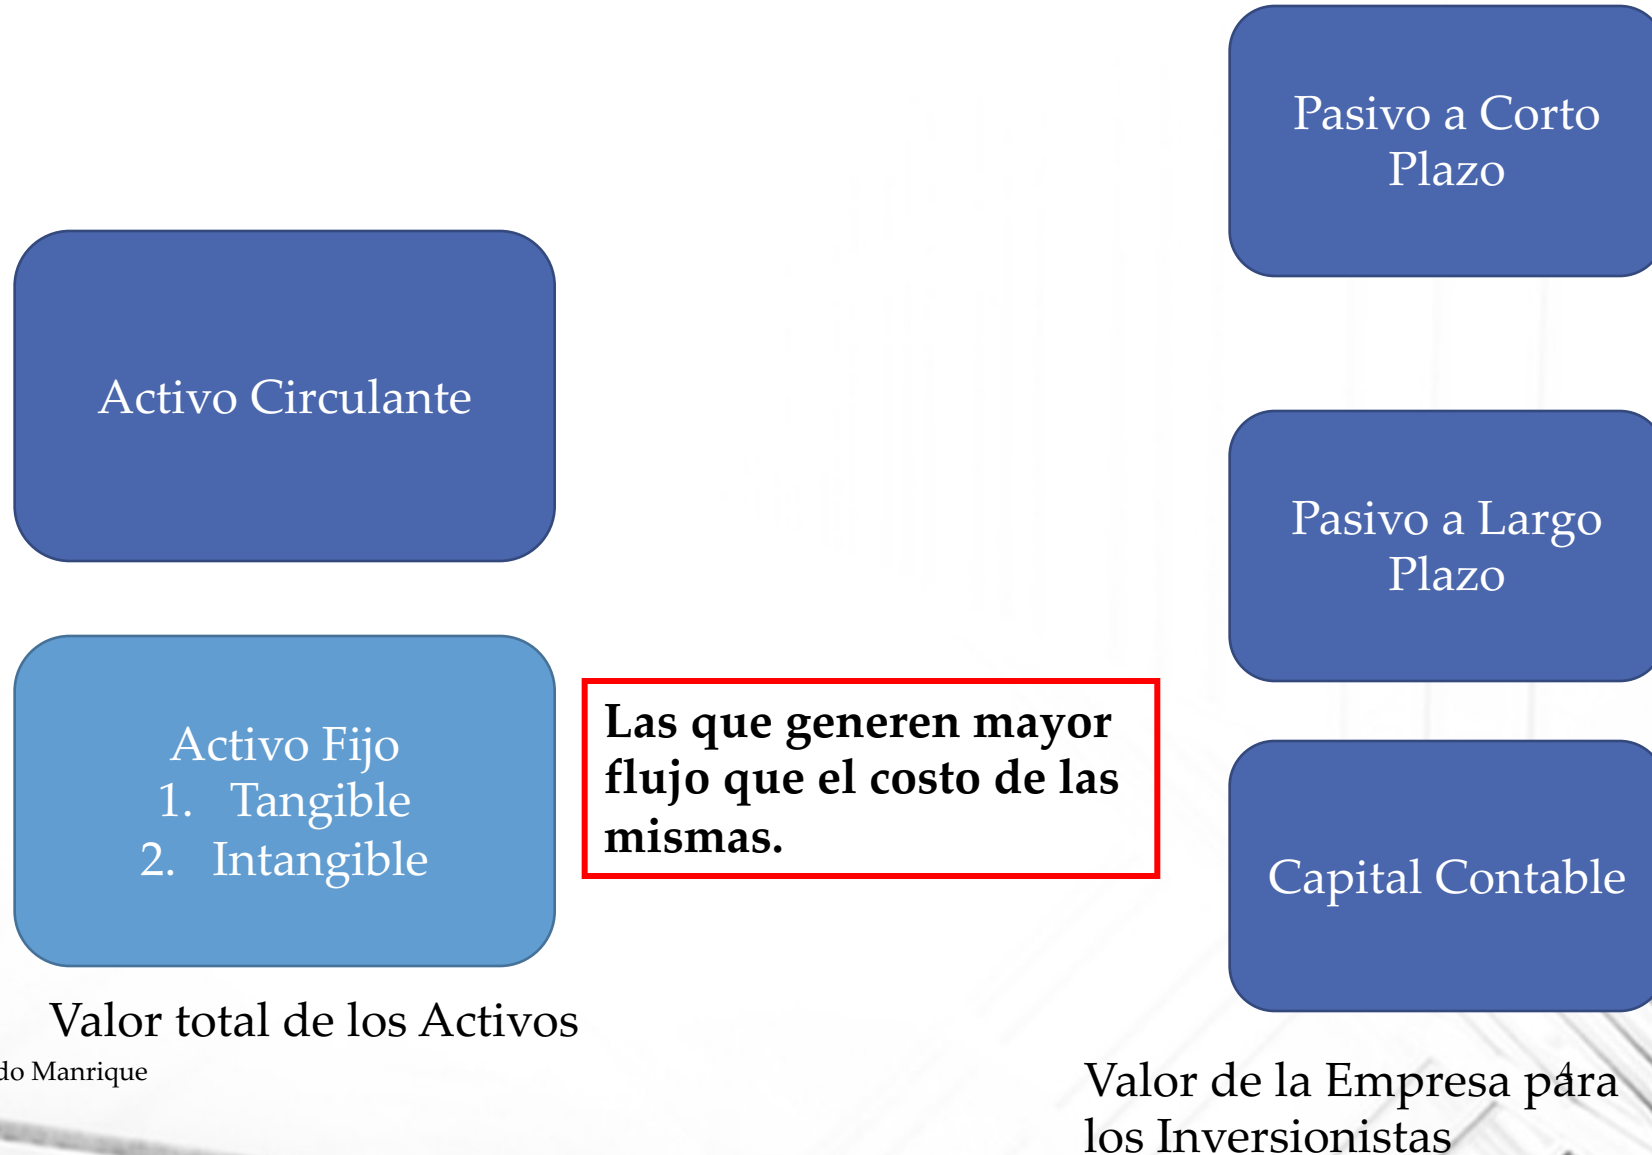 Activo Circulante
Activo Fijo
1. Tangible
2. Intangible
Valor total de los Activos
do Manrique
Las que generen mayor
flujo que el costo de las
mismas.
Pasivo a Corto
Plazo
Pasivo a Largo
Plazo
Capital Contable
Valor de la Empresa para
los Inversionistas
4